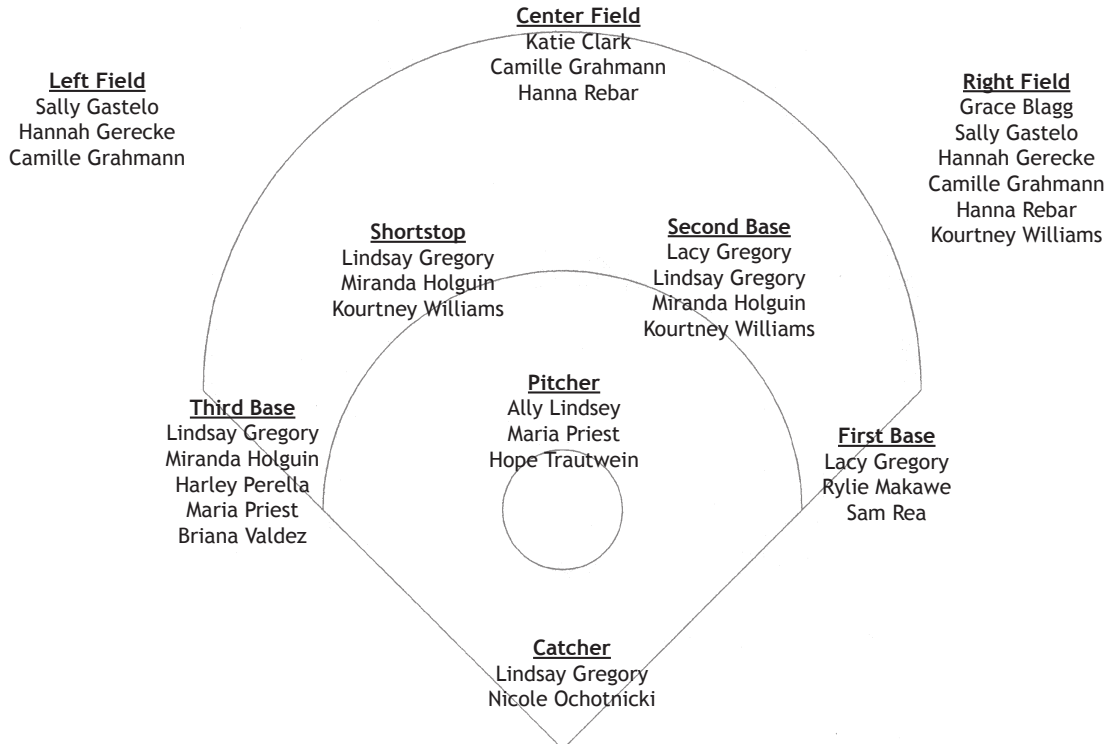 Center Field
Katie Clark
Camille Grahmann
Hanna Rebar
Left Field
Sally Gastelo
Hannah Gerecke
Camille Grahmann
Right Field
Grace Blagg
Sally Gastelo
Hannah Gerecke
Camille Grahmann
Hanna Rebar
Kourtney Williams
Shortstop
Lindsay Gregory
Miranda Holguin
Kourtney Williams
Second Base
Lacy Gregory
Lindsay Gregory
Miranda Holguin
Kourtney Williams
Third Base
Lindsay Gregory
Miranda Holguin
Harley Perella
Maria Priest
Briana Valdez
Pitcher
Ally Lindsey
Maria Priest
Hope Trautwein
First Base
Lacy Gregory
Rylie Makawe
Sam Rea
Catcher
Lindsay Gregory
Nicole Ochotnicki